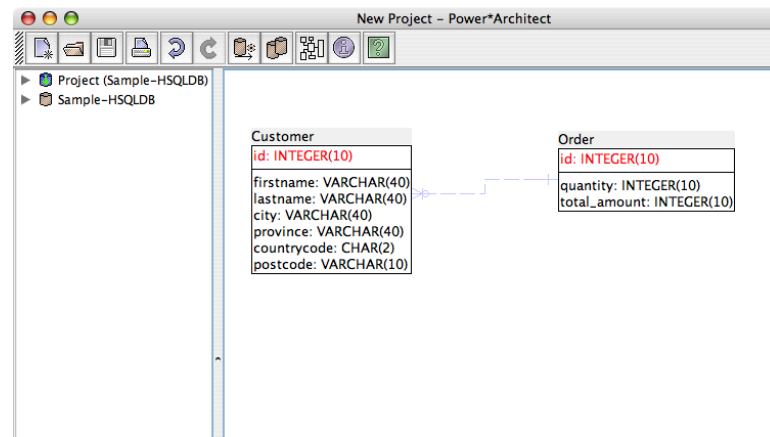 New Project – Power*Architect
Project (Sample-HSQLDB)
Sample-HSQLDB
Customer
id: INTEGER(10)
firstname: VARCHAR(40)
lastname: VARCHAR(40)
city: VARCHAR(40)
province: VARCHAR(40)
countrycode: CHAR(2)
postcode: VARCHAR(10)
Order
id: INTEGER(10)
quantity: INTEGER(10)
total_amount: INTEGER(10)